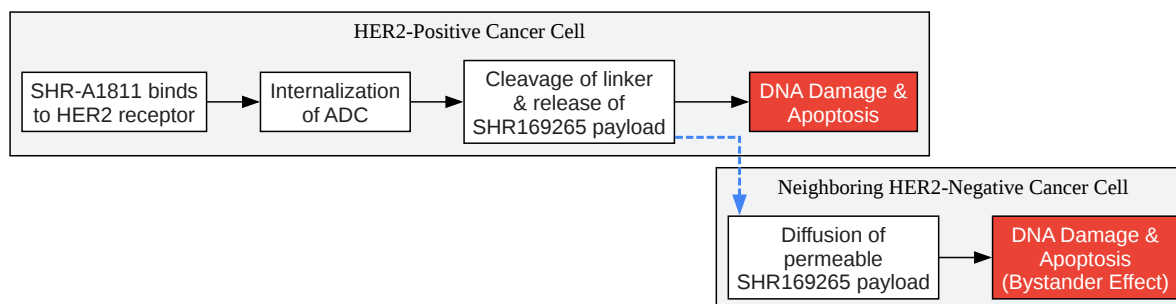 HER2-Positive Cancer Cell
SHR-A1811 binds
to HER2 receptor
Internalization
of ADC
Cleavage of linker
& release of
SHR169265 payload
DNA Damage &
Apoptosis
Neighboring HER2-Negative Cancer Cell
Diffusion of
permeable
SHR169265 payload
DNA Damage &
Apoptosis
(Bystander Effect)